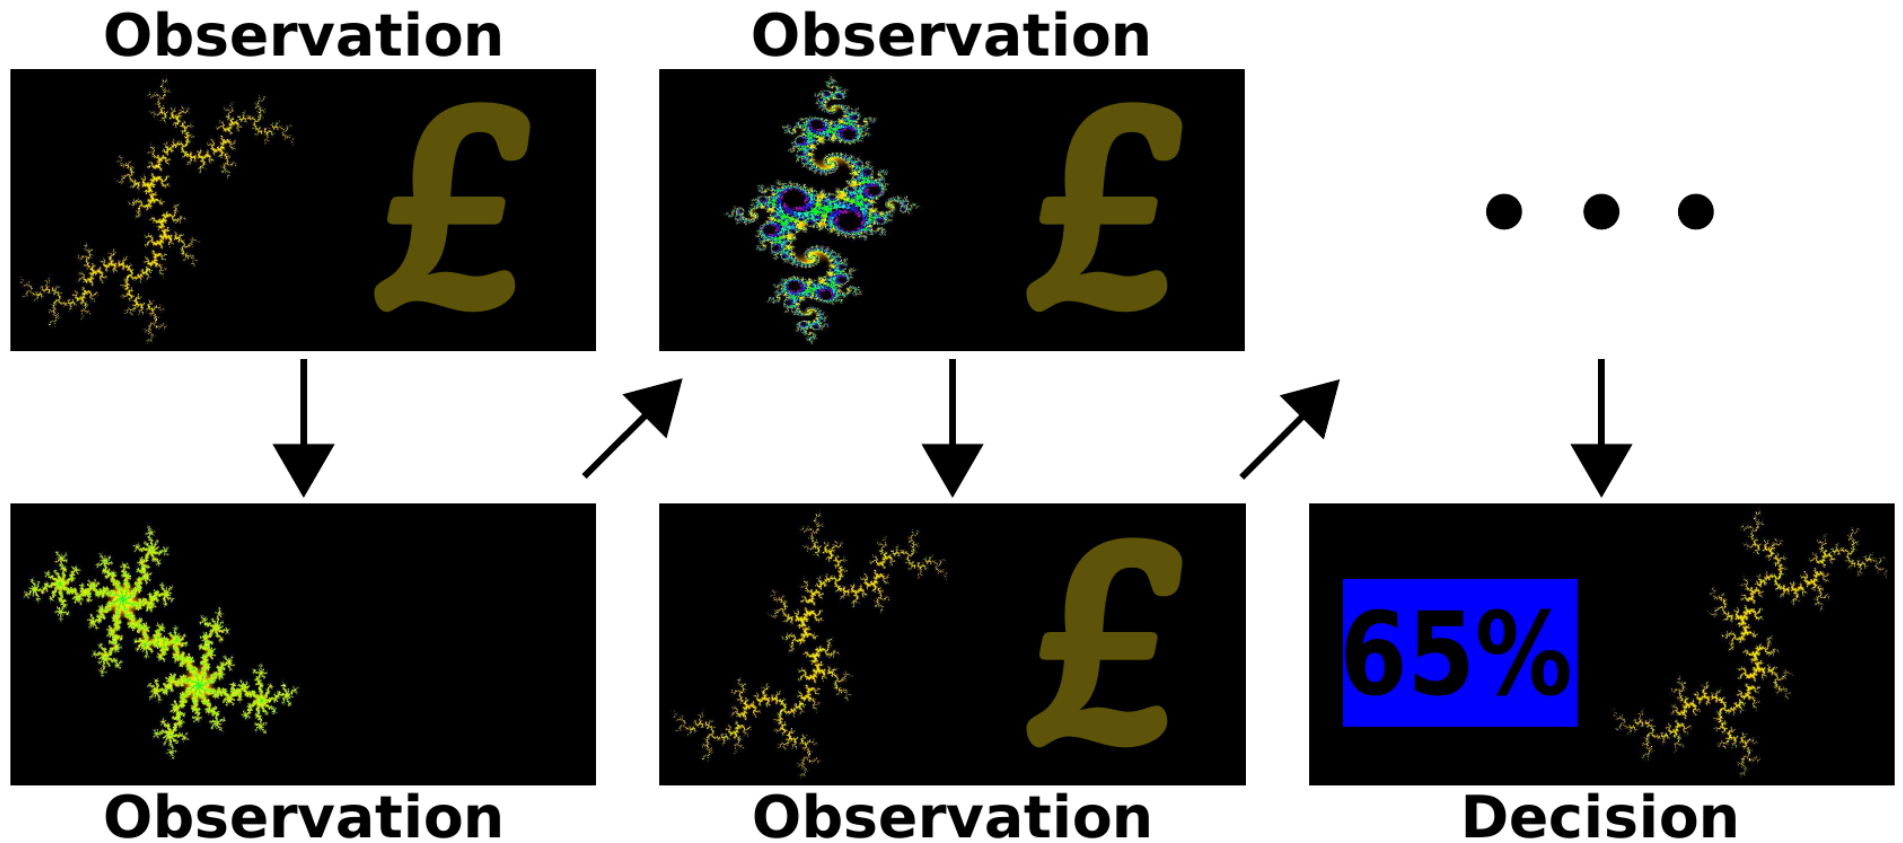 Observation
Observation
£
£
• • •
£
65%
Observation
Observation
Decision